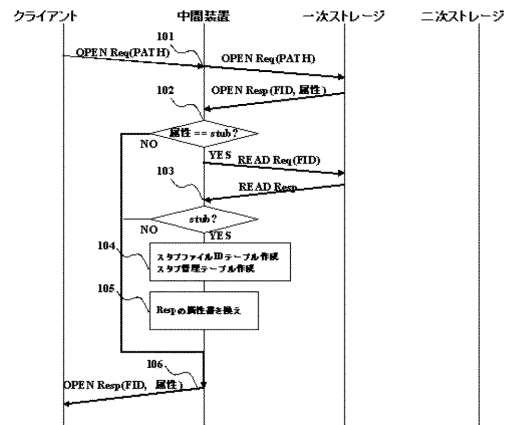 クライアント
中間装置
一次ストレージ
二次ストレージ
101
OPEN Req(PATH)
OPEN Req(PATH)
102
OPEN Resp(FID, 属性)
属性 == stub?
NO
YES
READ Req(FID)
103
READ Resp
stub?
NO
YES
104
スタブファイルIDテーブル作成
スタブ管理テーブル作成
105
Respの属性書き換え
106
OPEN Resp(FID, 属性)